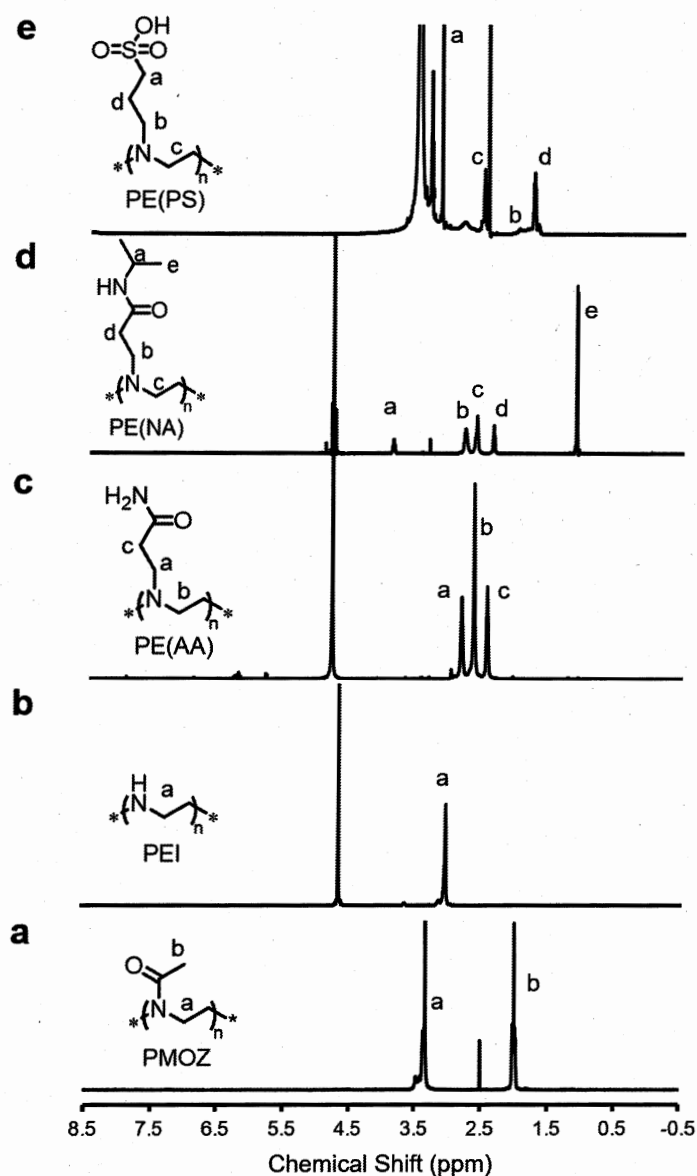 e
OH
O=S=O
a
d
b
N
c
*
n
*
PE(PS)
a
c
b
d
d
a
e
HN
O
d
b
N
c
*
n
*
PE(NA)
a
b
c
d
e
c
H₂N
O
c
a
N
b
*
n
*
PE(AA)
a
b
c
b
H
N
a
*
n
*
PEI
a
a
b
O
N
a
*
n
*
PMOZ
a
b
8.5 7.5 6.5 5.5 4.5 3.5 2.5 1.5 0.5 -0.5
Chemical Shift (ppm)